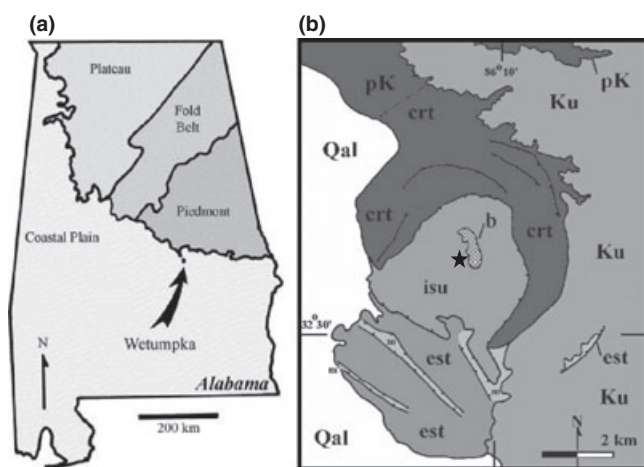 (a)
Plateau
Fold
Belt
Piedmont
Coastal Plain
N
Wetumpka
Alabama
200 km
(b)
86°10'
pK
pK
crt
Ku
Qal
crt
b
crt
Ku
isu
32°30'
m
est
est
m
m
est
Ku
Qal
N
2 km